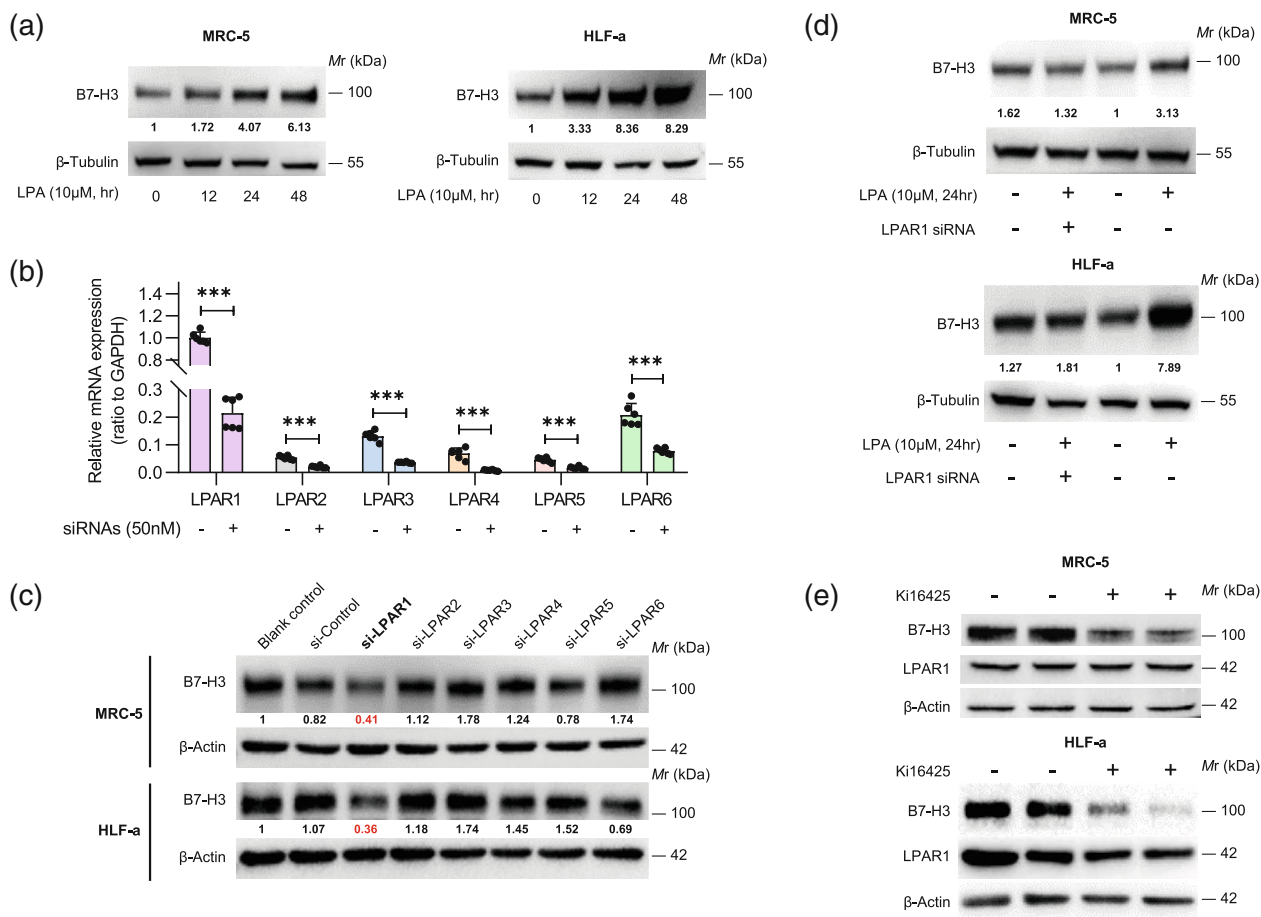 (a)
MRC-5
Mr (kDa)
B7-H3
100
1 1.72 4.07 6.13
β-Tubulin
55
LPA (10μM, hr) 0 12 24 48
HLF-a
Mr (kDa)
B7-H3
100
1 3.33 8.36 8.29
β-Tubulin
55
LPA (10μM, hr) 0 12 24 48
(b)
Relative mRNA expression
(ratio to GAPDH)
1.4
1.2
1.0
0.8
0.3
0.2
0.1
0.0
*** *** *** *** *** ***
LPAR1 LPAR2 LPAR3 LPAR4 LPAR5 LPAR6
siRNAs (50nM) - + - + - + - + - + - +
(c)
Blank control si-Control si-LPAR1 si-LPAR2 si-LPAR3 si-LPAR4 si-LPAR5 si-LPAR6
Mr (kDa)
MRC-5
B7-H3
100
1 0.82 0.41 1.12 1.78 1.24 0.78 1.74
β-Actin
42
Mr (kDa)
HLF-a
B7-H3
100
1 1.07 0.36 1.18 1.74 1.45 1.52 0.69
β-Actin
42
(d)
MRC-5
Mr (kDa)
B7-H3
100
1.62 1.32 1 3.13
β-Tubulin
55
LPA (10μM, 24hr) - + - +
LPAR1 siRNA - + - -
HLF-a
Mr (kDa)
B7-H3
100
1.27 1.81 1 7.89
β-Tubulin
55
LPA (10μM, 24hr) - + - +
LPAR1 siRNA - + - -
(e)
MRC-5
Ki16425 - - + + Mr (kDa)
B7-H3
100
LPAR1
42
β-Actin
42
HLF-a
Ki16425 - - + + Mr (kDa)
B7-H3
100
LPAR1
42
β-Actin
42